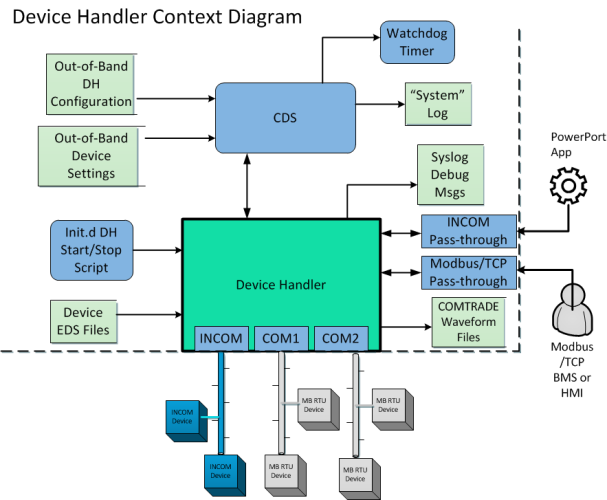 Device Handler Context Diagram
Watchdog
Timer
Out-of-Band
DH
Configuration
CDS
"System"
Log
Out-of-Band
Device
Settings
Syslog
Debug
Msgs
PowerPort
App
Init.d DH
Start/Stop
Script
INCOM
Pass-through
Modbus/TCP
Pass-through
Device Handler
Device
EDS Files
COMTRADE
Waveform
Files
INCOM
COM1
COM2
Modbus
/TCP
BMS or
HMI
INCOM
Device
MB RTU
Device
MB RTU
Device
INCOM
Device
MB RTU
Device
MB RTU
Device